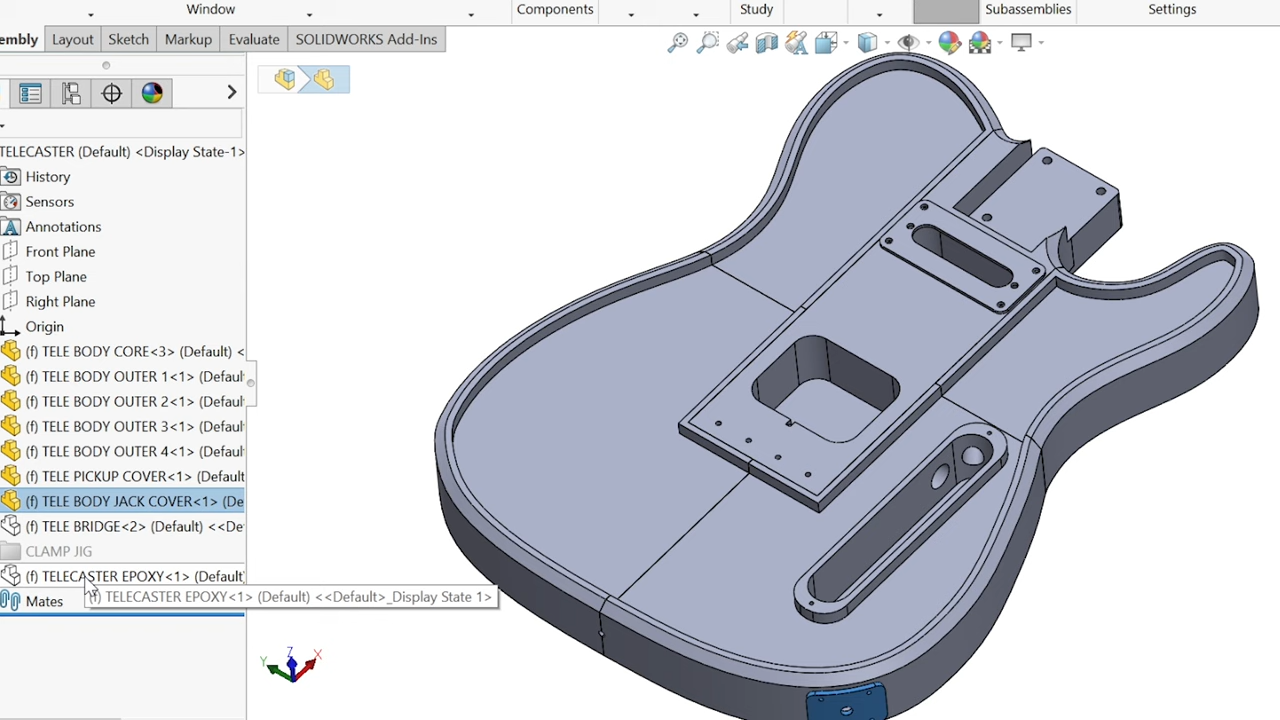 Window
Components
Study
Subassemblies
Settings
embly
Layout
Sketch
Markup
Evaluate
SOLIDWORKS Add-Ins
TELECASTER (Default) <Display State-1>
History
Sensors
Annotations
Front Plane
Top Plane
Right Plane
Origin
(f) TELE BODY CORE<3> (Default) <
(f) TELE BODY OUTER 1<1> (Defaul
(f) TELE BODY OUTER 2<1> (Defaul
(f) TELE BODY OUTER 3<1> (Defaul
(f) TELE BODY OUTER 4<1> (Defaul
(f) TELE PICKUP COVER<1> (Default
(f) TELE BODY JACK COVER<1> (De
(f) TELE BRIDGE<2> (Default) <<De
CLAMP JIG
(f) TELECASTER EPOXY<1> (Default)
Mates
(f) TELECASTER EPOXY<1> (Default) <<Default>_Display State 1>
Z
Y
X